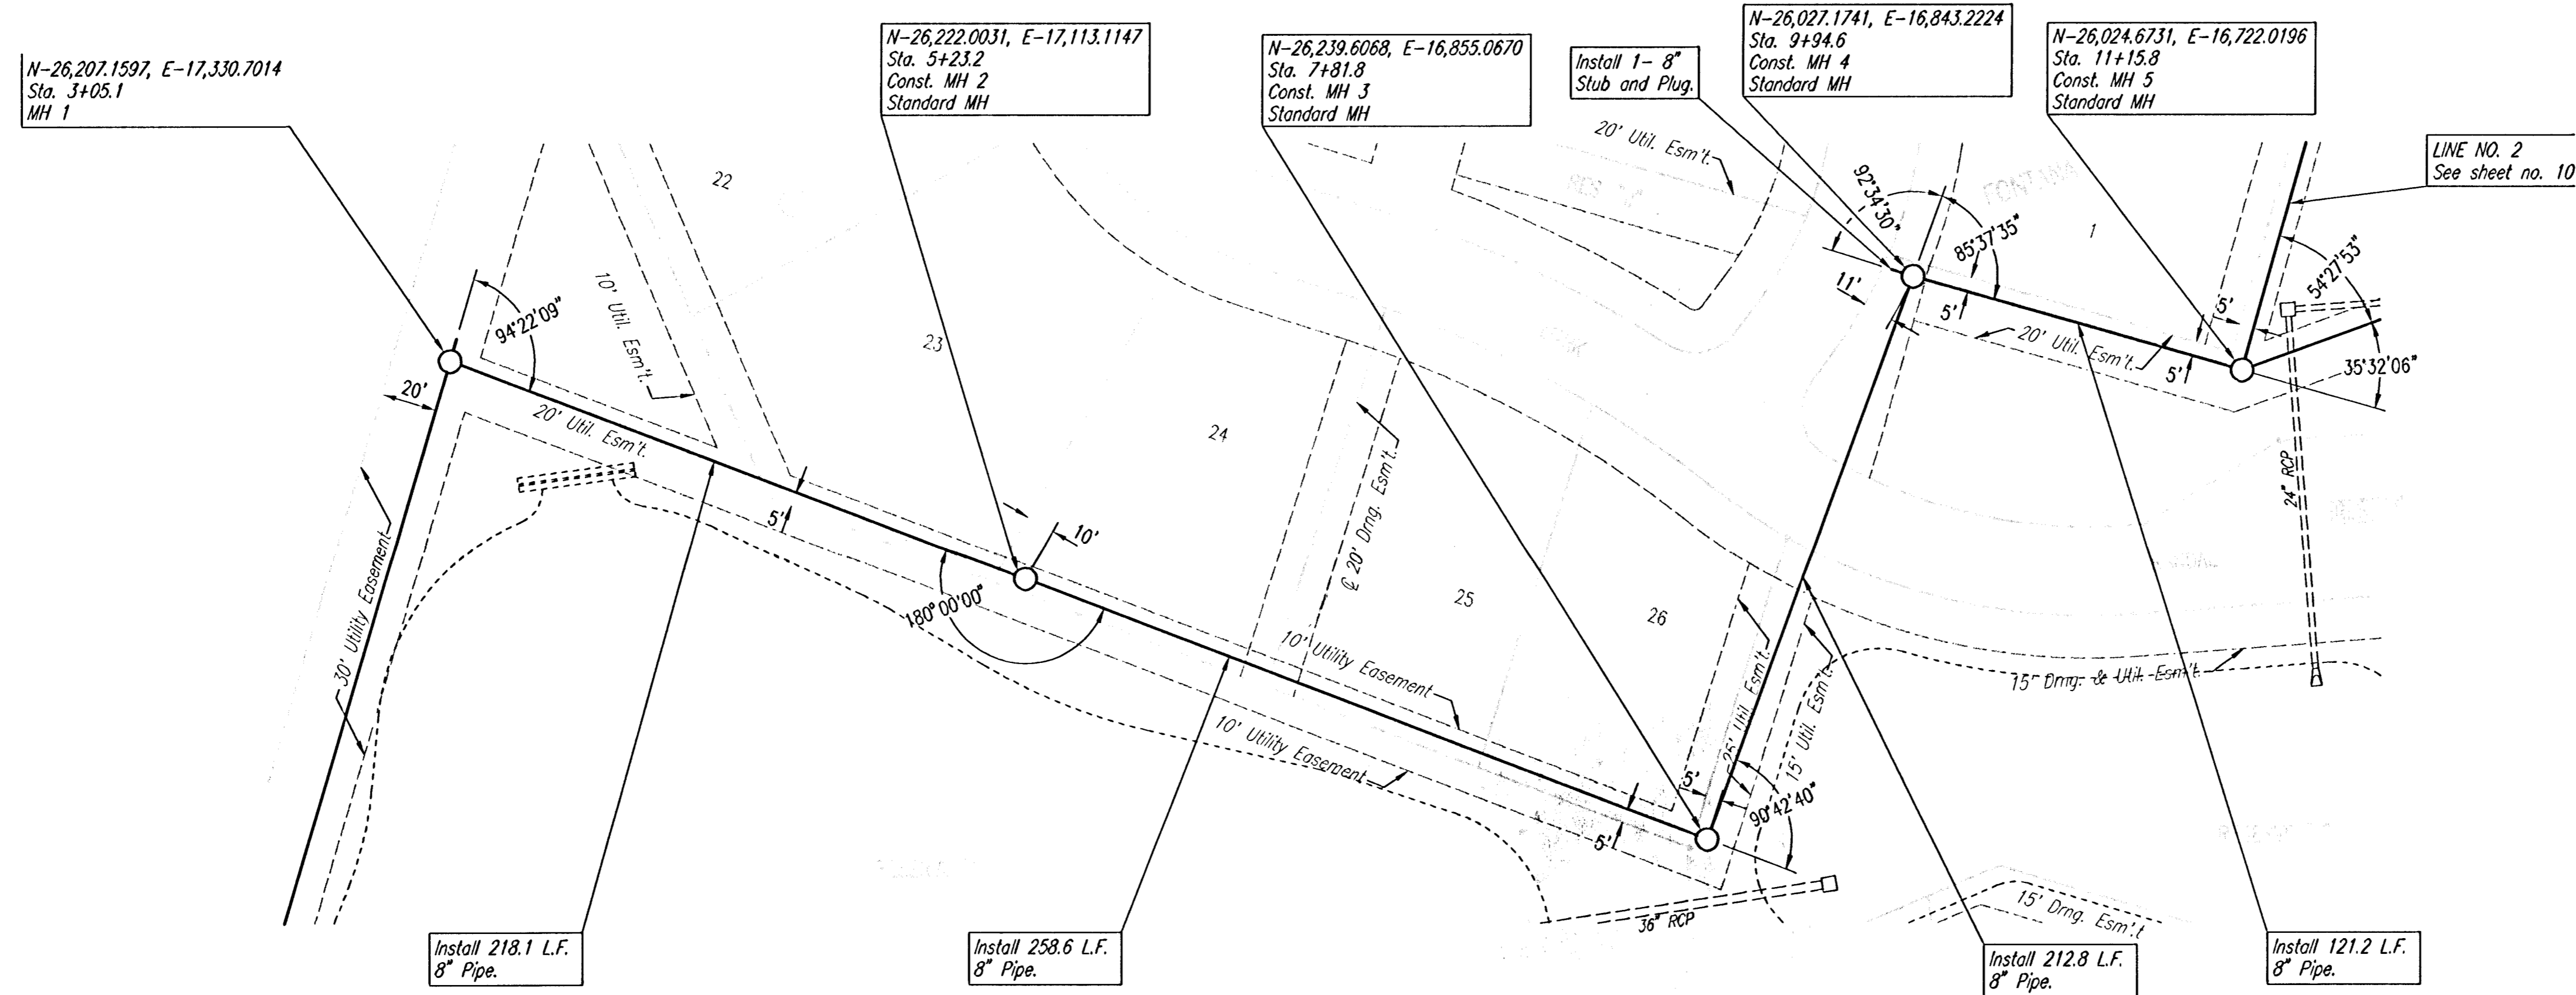 N-26,207.1597, E-17,330.7014
Sta. 3+05.1
MH 1
N-26,222.0031, E-17,113.1147
Sta. 5+23.2
Const. MH 2
Standard MH
N-26,239.6068, E-16,855.0670
Sta. 7+81.8
Const. MH 3
Standard MH
Install 1- 8"
Stub and Plug.
N-26,027.1741, E-16,843.2224
Sta. 9+94.6
Const. MH 4
Standard MH
N-26,024.6731, E-16,722.0196
Sta. 11+15.8
Const. MH 5
Standard MH
LINE NO. 2
See sheet no. 10
20' Util. Esm't.
22
92°34'30"
FONTANA
85°37'35"
1
54°27'53"
11'
5'
5'
20' Util. Esm't.
5'
35°32'06"
94°22'09"
10' Util. Esm't.
23
20'
20' Util. Esm't.
24
℄ 20' Drng. Esm't.
24" RCP
5'
10'
30' Utility Easement
180°00'00"
25
26
10' Utility Easement
10' Utility Easement
25' Util Esm't.
15' Util. Esm't.
15' Drng. & Util. Esm't.
5'
5'
90°42'40"
36" RCP
15' Drng. Esm't
Install 218.1 L.F.
8" Pipe.
Install 258.6 L.F.
8" Pipe.
Install 212.8 L.F.
8" Pipe.
Install 121.2 L.F.
8" Pipe.